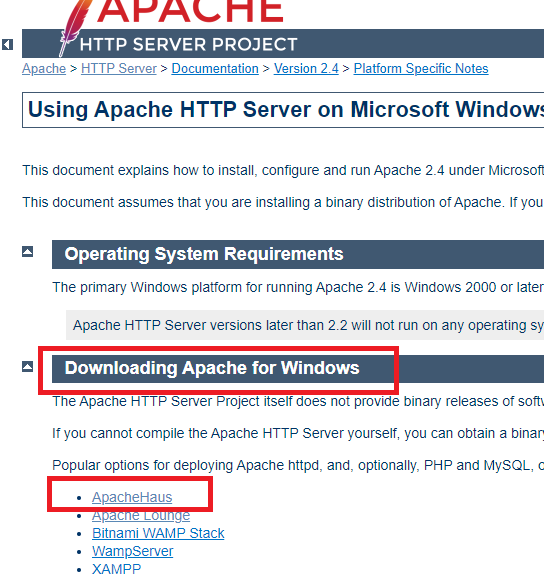 APACHE
HTTP SERVER PROJECT
Apache > HTTP Server > Documentation > Version 2.4 > Platform Specific Notes
Using Apache HTTP Server on Microsoft Windows
This document explains how to install, configure and run Apache 2.4 under Microsoft
This document assumes that you are installing a binary distribution of Apache. If you
Operating System Requirements
The primary Windows platform for running Apache 2.4 is Windows 2000 or later
Apache HTTP Server versions later than 2.2 will not run on any operating sy
Downloading Apache for Windows
The Apache HTTP Server Project itself does not provide binary releases of soft
If you cannot compile the Apache HTTP Server yourself, you can obtain a binary
Popular options for deploying Apache httpd, and, optionally, PHP and MySQL, o
• ApacheHaus
• Apache Lounge
• Bitnami WAMP Stack
• WampServer
• XAMPP